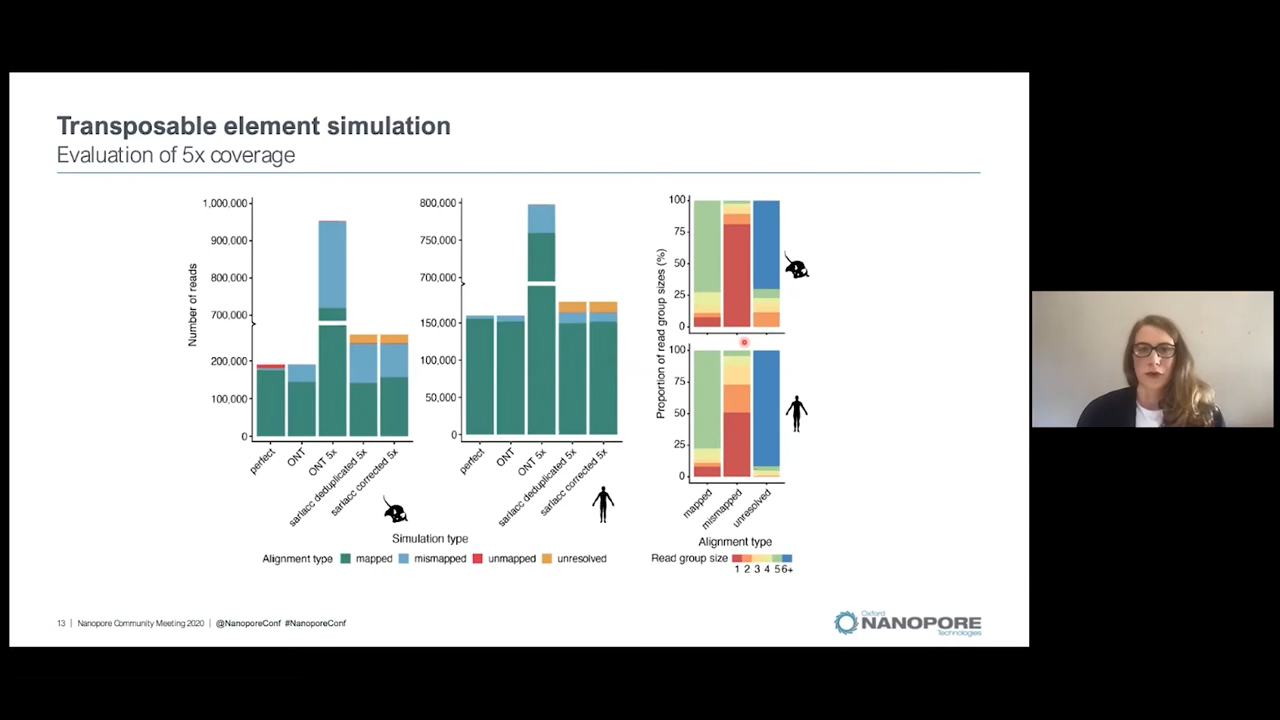 Transposable element simulation
Evaluation of 5x coverage
Number of reads
1,000,000
900,000
800,000
700,000
200,000
100,000
0
perfect
ONT
ONT 5x
sarlacc deduplicated 5x
sarlacc corrected 5x
800,000
750,000
700,000
150,000
100,000
50,000
0
perfect
ONT
ONT 5x
sarlacc deduplicated 5x
sarlacc corrected 5x
Simulation type
Alignment type mapped mismapped unmapped unresolved
Proportion of read group sizes (%)
100
75
50
25
0
100
75
50
25
0
mapped
mismapped
unresolved
Alignment type
Read group size
1 2 3 4 5 6+
13 | Nanopore Community Meeting 2020 | @NanoporeConf #NanoporeConf
Oxford
NANOPORE
Technologies